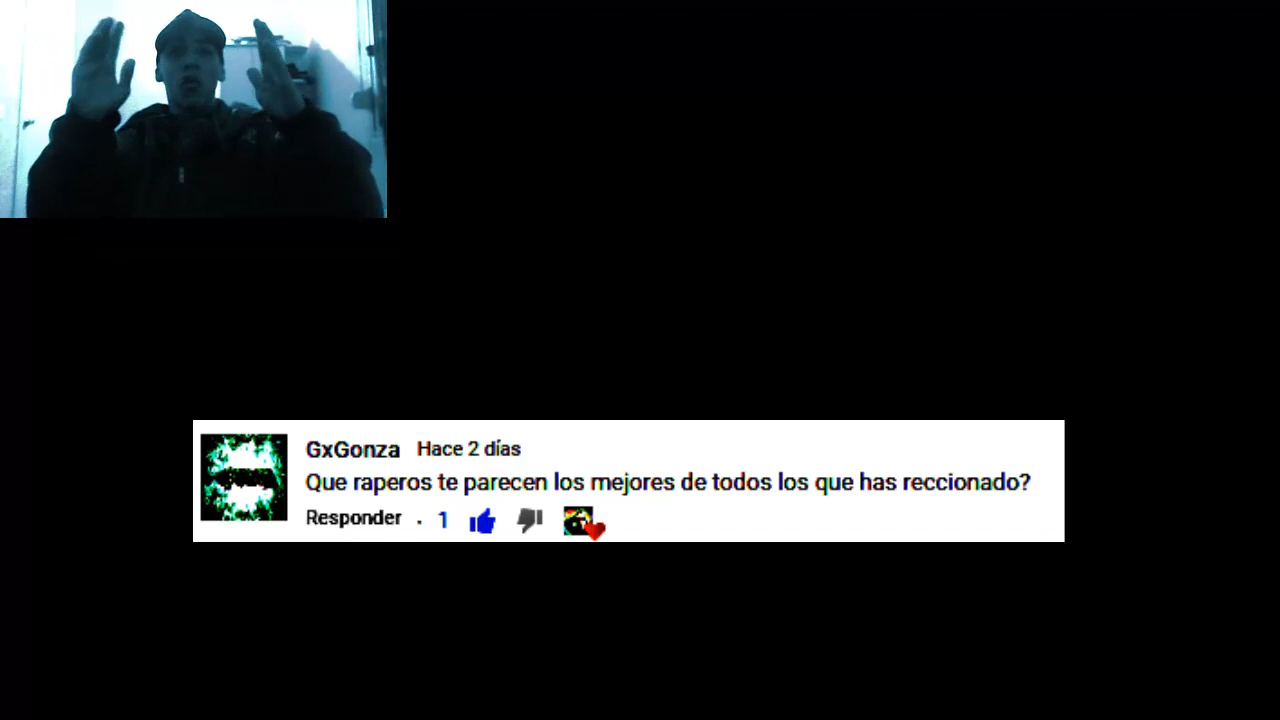 GxGonza Hace 2 días
Que raperos te parecen los mejores de todos los que has reccionado?
Responder . 1